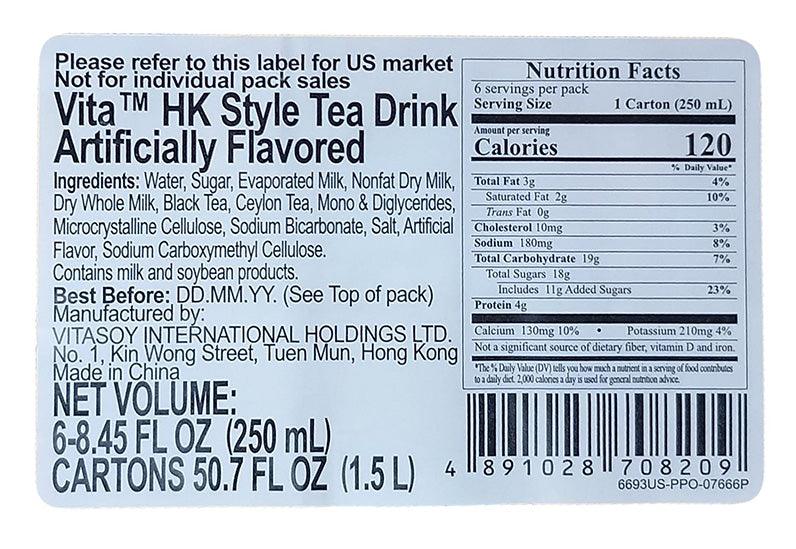 Please refer to this label for US market
Not for individual pack sales
Vita™ HK Style Tea Drink
Artificially Flavored
Ingredients: Water, Sugar, Evaporated Milk, Nonfat Dry Milk,
Dry Whole Milk, Black Tea, Ceylon Tea, Mono & Diglycerides,
Microcrystalline Cellulose, Sodium Bicarbonate, Salt, Artificial
Flavor, Sodium Carboxymethyl Cellulose.
Contains milk and soybean products.
Best Before: DD.MM.YY. (See Top of pack)
Manufactured by:
VITASOY INTERNATIONAL HOLDINGS LTD.
No. 1, Kin Wong Street, Tuen Mun, Hong Kong
Made in China
NET VOLUME:
6-8.45 FL OZ (250 mL)
CARTONS 50.7 FL OZ (1.5 L)
Nutrition Facts
6 servings per pack
Serving Size 1 Carton (250 mL)
Amount per serving
Calories 120
% Daily Value*
Total Fat 3g 4%
Saturated Fat 2g 10%
Trans Fat 0g
Cholesterol 10mg 3%
Sodium 180mg 8%
Total Carbohydrate 19g 7%
Total Sugars 18g
Includes 11g Added Sugars 23%
Protein 4g
Calcium 130mg 10% • Potassium 210mg 4%
Not a significant source of dietary fiber, vitamin D and iron.
*The % Daily Value (DV) tells you how much a nutrient in a serving of food contributes
to a daily diet. 2,000 calories a day is used for general nutrition advice.
4 891028 708209
6693US-PPO-07666P